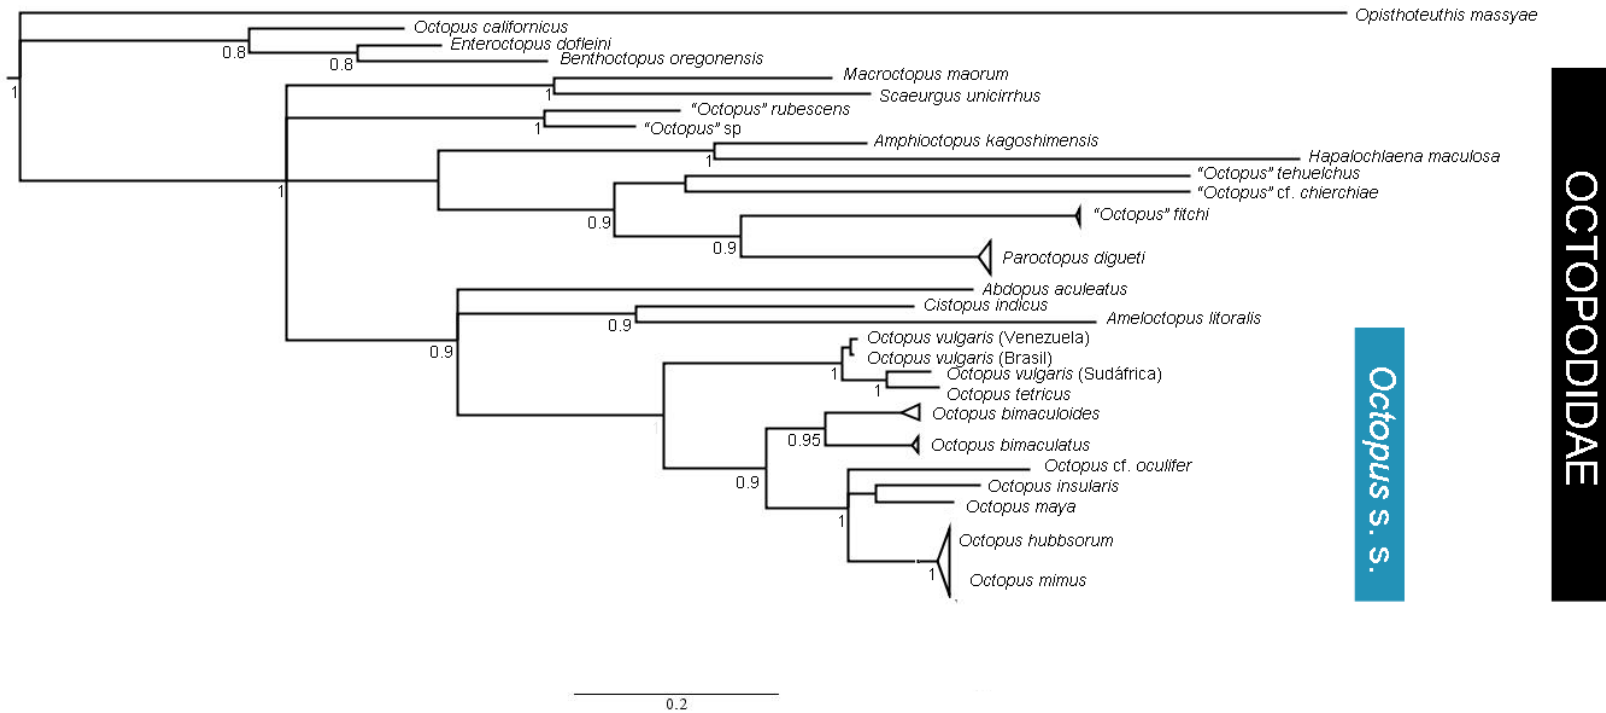 Opisthoteuthis massyae
Octopus californicus
0.8
Enteroctopus dofleini
0.8
Benthoctopus oregonensis
1
Macroctopus maorum
1
Scaeurgus unicirrhus
"Octopus" rubescens
1
"Octopus" sp
Amphioctopus kagoshimensis
1
Hapalochlaena maculosa
"Octopus" tehuelchus
1
"Octopus" cf. chierchiae
"Octopus" fitchi
0.9
0.9
Paroctopus digueti
Abdopus aculeatus
Cistopus indicus
Ameloctopus litoralis
0.9
Octopus vulgaris (Venezuela)
0.9
Octopus vulgaris (Brasil)
1
Octopus vulgaris (Sudáfrica)
1
Octopus tetricus
Octopus bimaculoides
1
0.95
Octopus bimaculatus
Octopus cf. oculifer
0.9
Octopus insularis
Octopus maya
1
Octopus hubbsorum
1
Octopus mimus
0.2
Octopus s. s.
OCTOPODIDAE